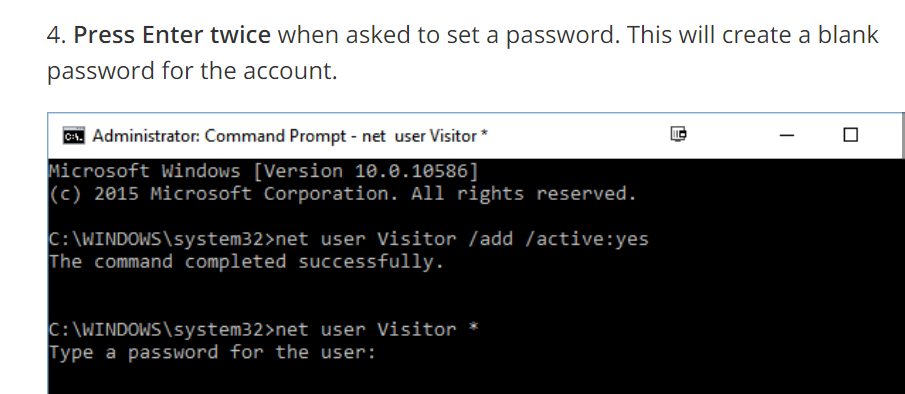 4. Press Enter twice when asked to set a password. This will create a blank
password for the account.
Administrator: Command Prompt - net  user Visitor *
Microsoft Windows [Version 10.0.10586]
(c) 2015 Microsoft Corporation. All rights reserved.
C:\WINDOWS\system32>net user Visitor /add /active:yes
The command completed successfully.
C:\WINDOWS\system32>net user Visitor *
Type a password for the user: